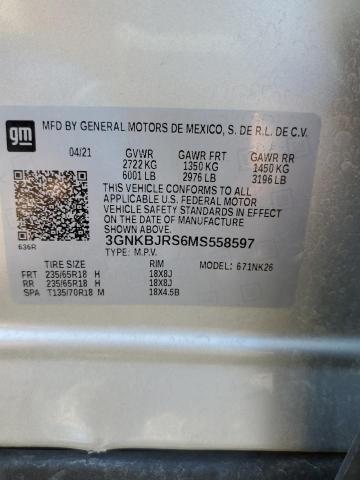 gm
MFD BY GENERAL MOTORS DE MEXICO, S. DE R.L. DE C.V.
04/21 GVWR GAWR FRT GAWR RR
2722 KG 1350 KG 1450 KG
6001 LB 2976 LB 3196 LB
THIS VEHICLE CONFORMS TO ALL
APPLICABLE U.S. FEDERAL MOTOR
VEHICLE SAFETY AND THEFT
PREVENTION STANDARDS IN EFFECT
ON THE DATE OF MANUFACTURE
SHOWN ABOVE.
3GNKBJRS6MS558597
636R
TYPE: M.P.V. MODEL: 671NK26
TIRE SIZE RIM
FRT 235/65R18 H 18X8J
RR 235/65R18 H 18X8J
SPA T135/70R18 M 18X4.5B